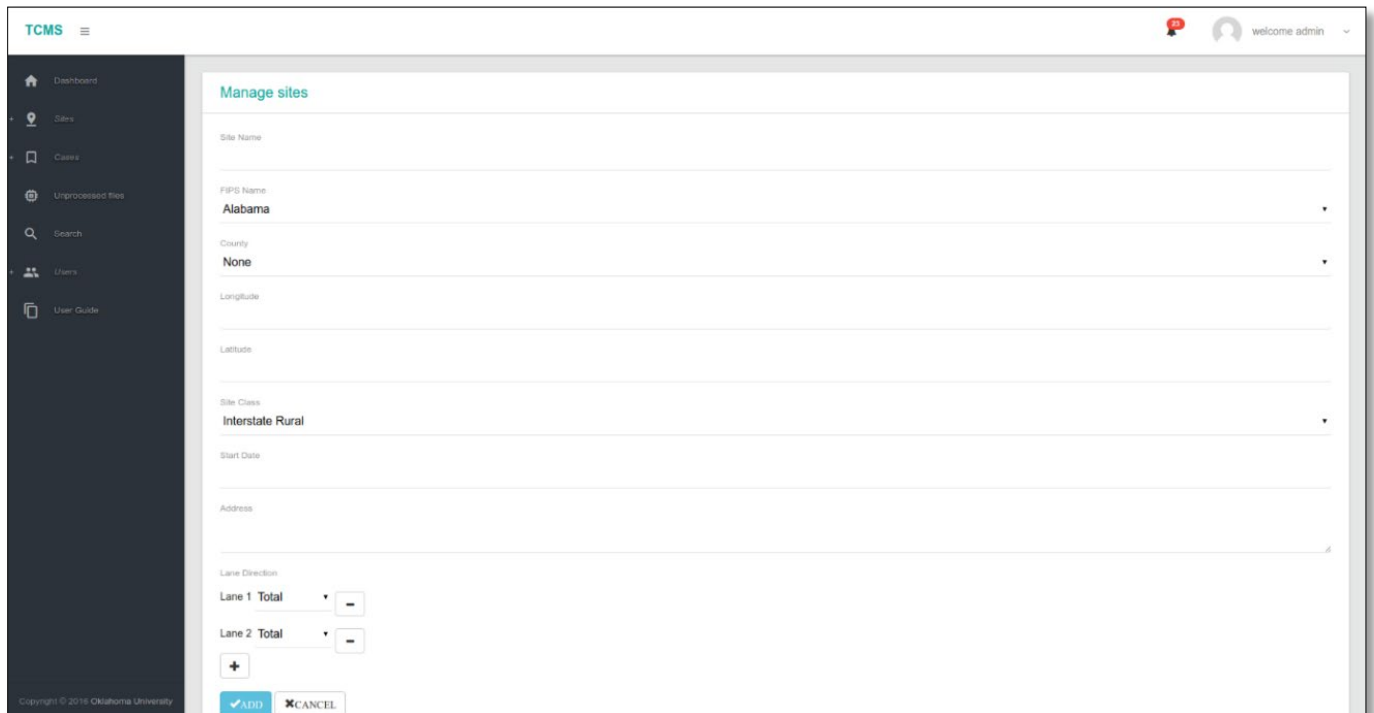 TCMS
23
welcome admin
Dashboard
Sites
Cases
Unprocessed files
Search
Users
User Guide
Copyright © 2016 Oklahoma University
Manage sites
Site Name
FIPS Name
Alabama
County
None
Longitude
Latitude
Site Class
Interstate Rural
Start Date
Address
Lane Direction
Lane 1 Total
Lane 2 Total
ADD CANCEL